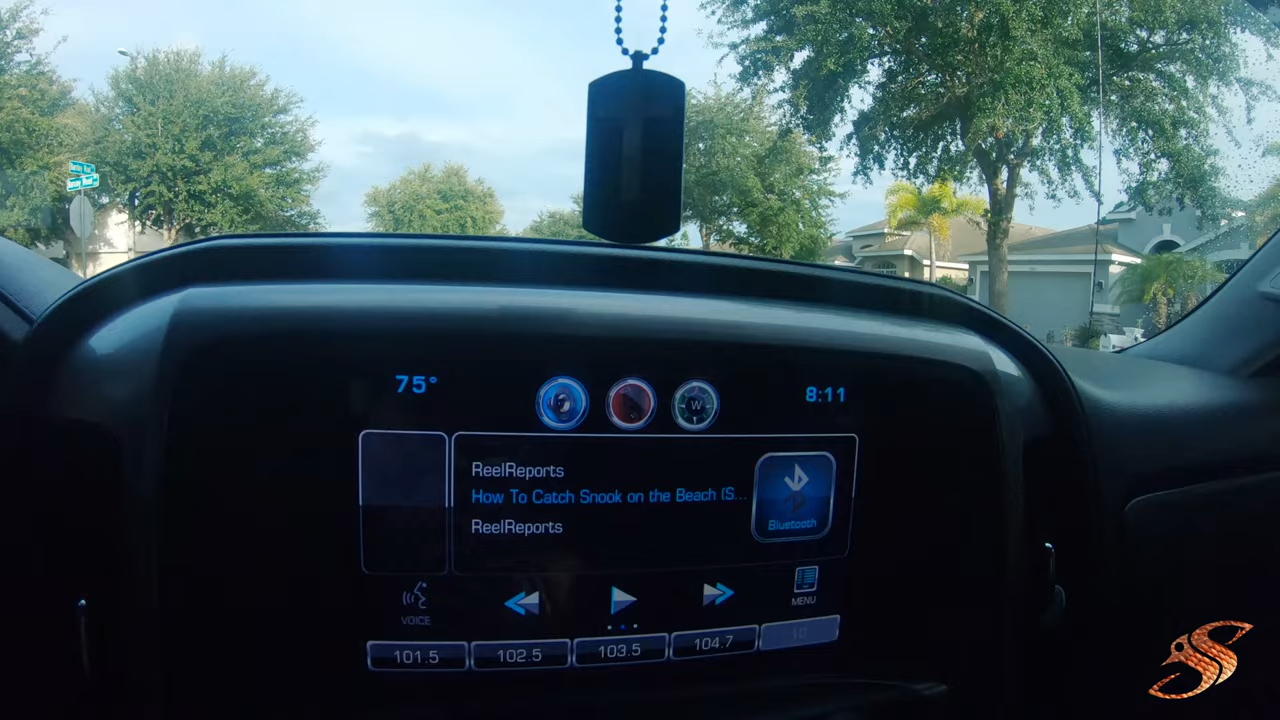 75°
W
8:11
ReelReports
How To Catch Snook on the Beach (S...
ReelReports
Bluetooth
VOICE
MENU
101.5
102.5
103.5
104.7